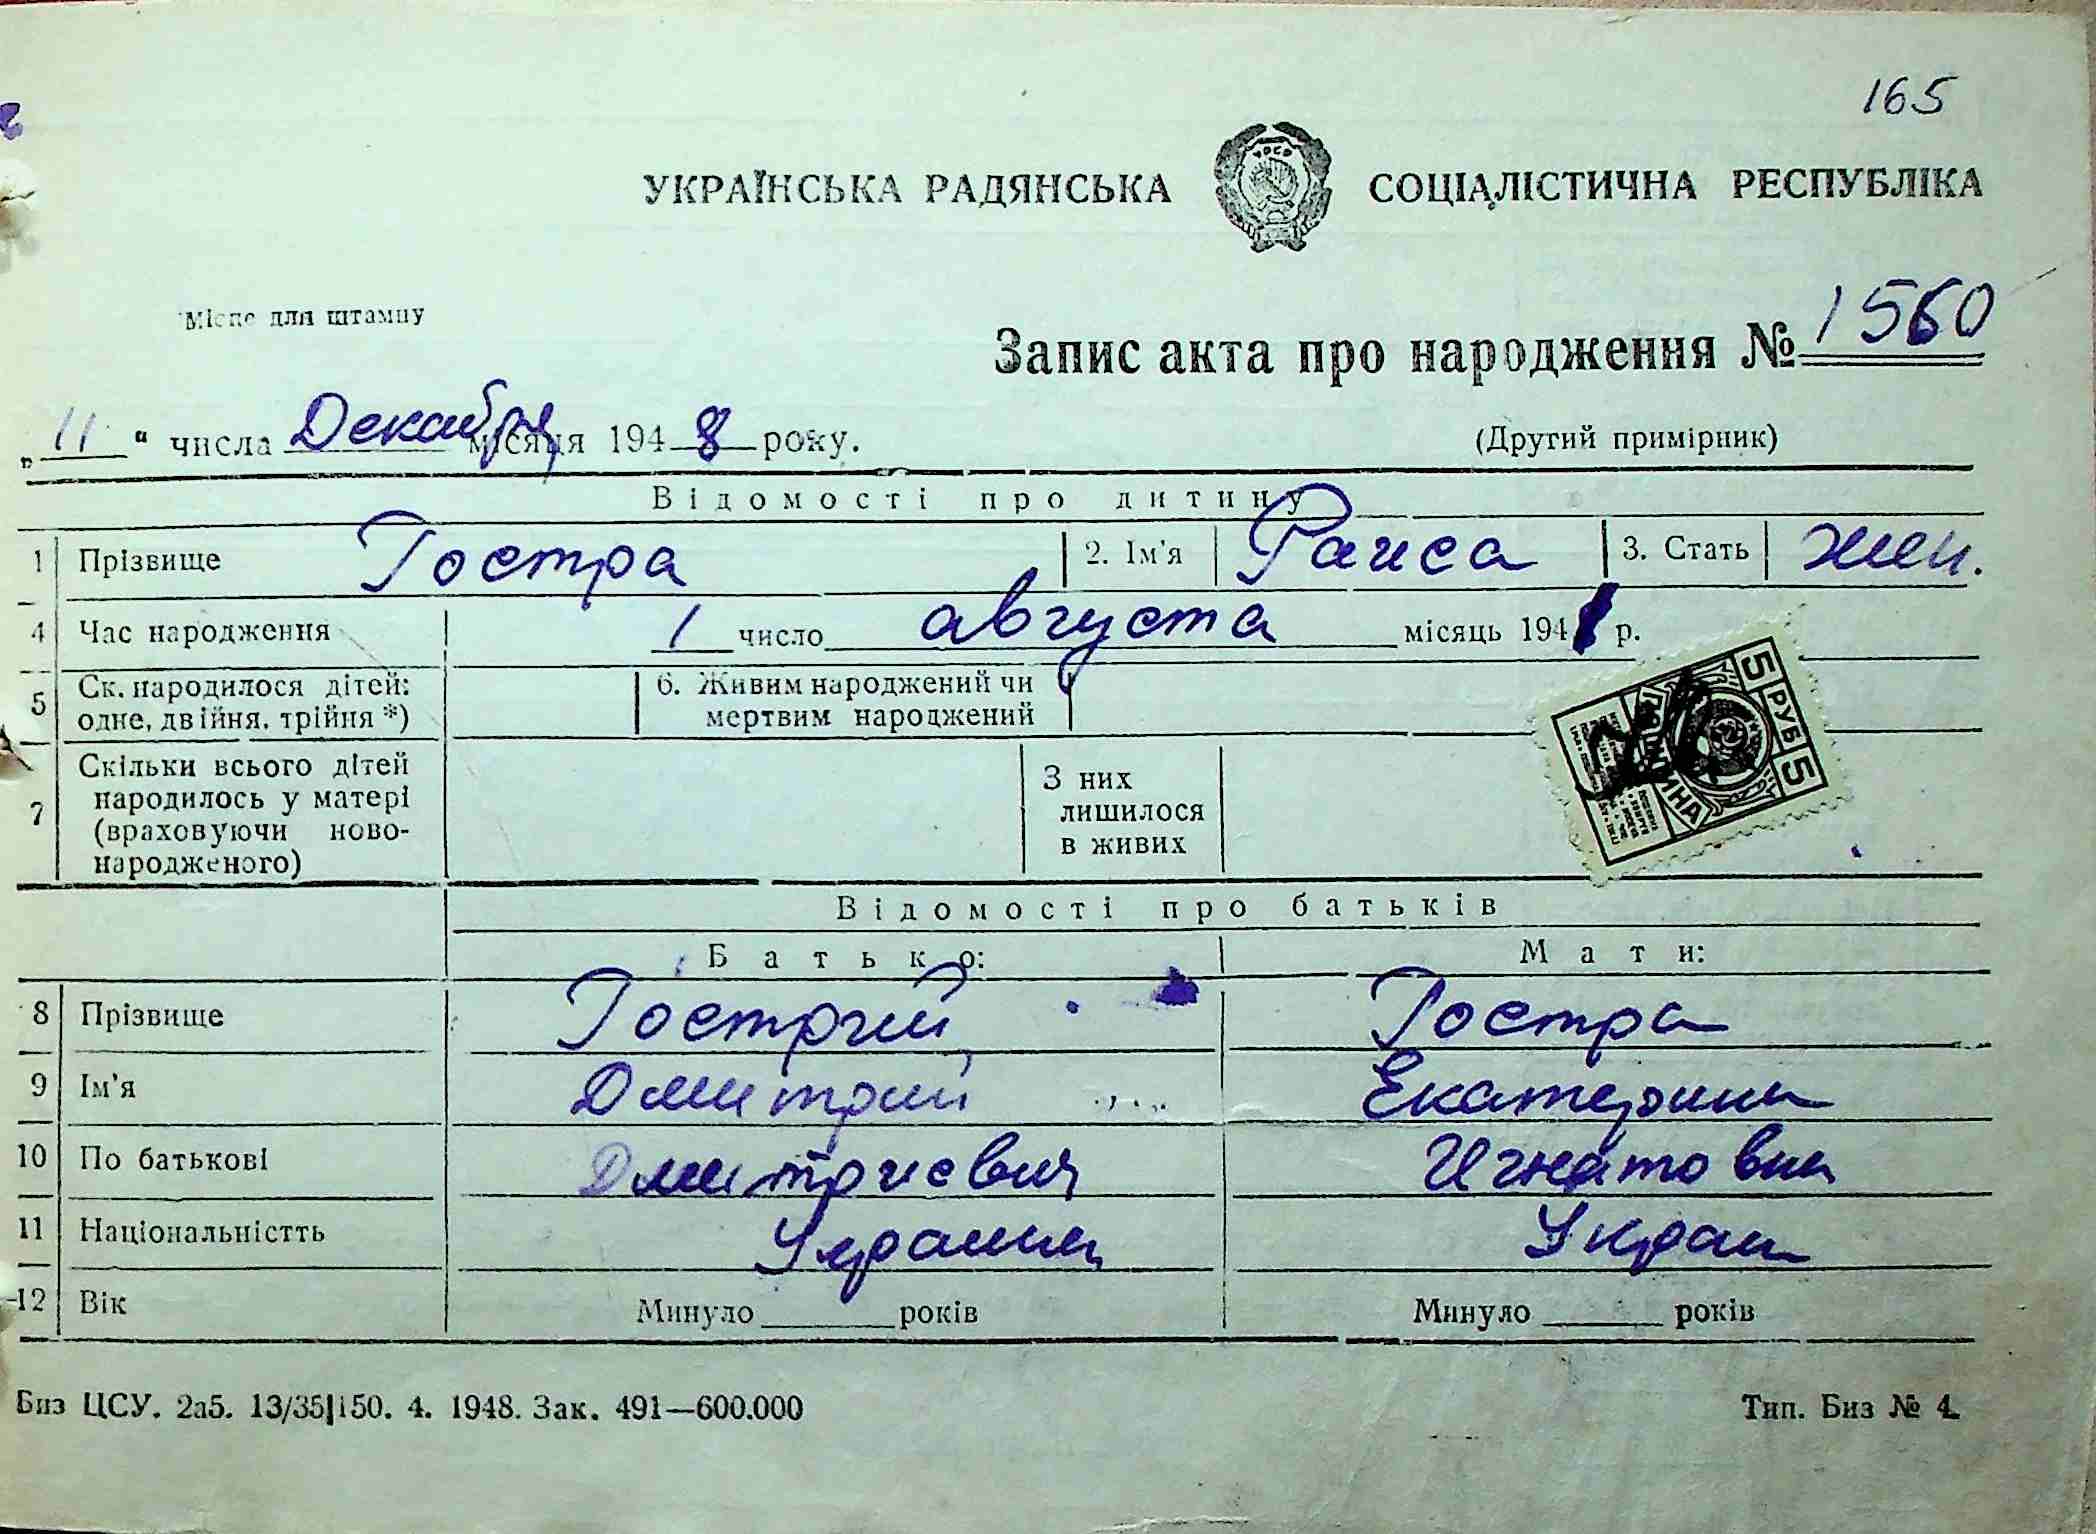 165
УКРАЇНСЬКА РАДЯНСЬКА СОЦІАЛІСТИЧНА РЕСПУБЛІКА
Місце для штампу
Запис акта про народження № 1560
„11“ числа Декабря місяця 1948 року.
(Другий примірник)
Відомості про дитину
1 Прізвище Гостра 2. Ім'я Раиса 3. Стать жен.
4 Час народження 1 число августа місяць 1941 р.
5 Ск. народилося дітей: одне, двійня, трійня *) 6. Живим народжений чи мертвим народжений
7 Скільки всього дітей народилось у матері (враховуючи ново-народженого) З них лишилося в живих
5 РУБ 5
Відомості про батьків
Батько: Мати:
8 Прізвище Гострий Гостра
9 Ім'я Дмитрий Екатерина
10 По батькові Дмитриевич Игнатовна
11 Національністть Украинец Украин
12 Вік Минуло років Минуло років
Биз ЦСУ. 2а5. 13/35|150. 4. 1948. Зак. 491—600.000 Тип. Биз № 4.